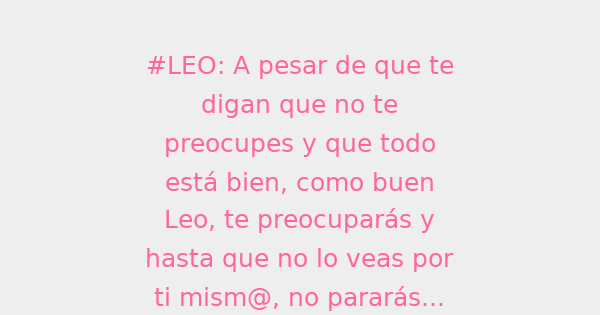 #LEO: A pesar de que te
digan que no te
preocupes y que todo
está bien, como buen
Leo, te preocuparás y
hasta que no lo veas por
ti mism@, no pararás...